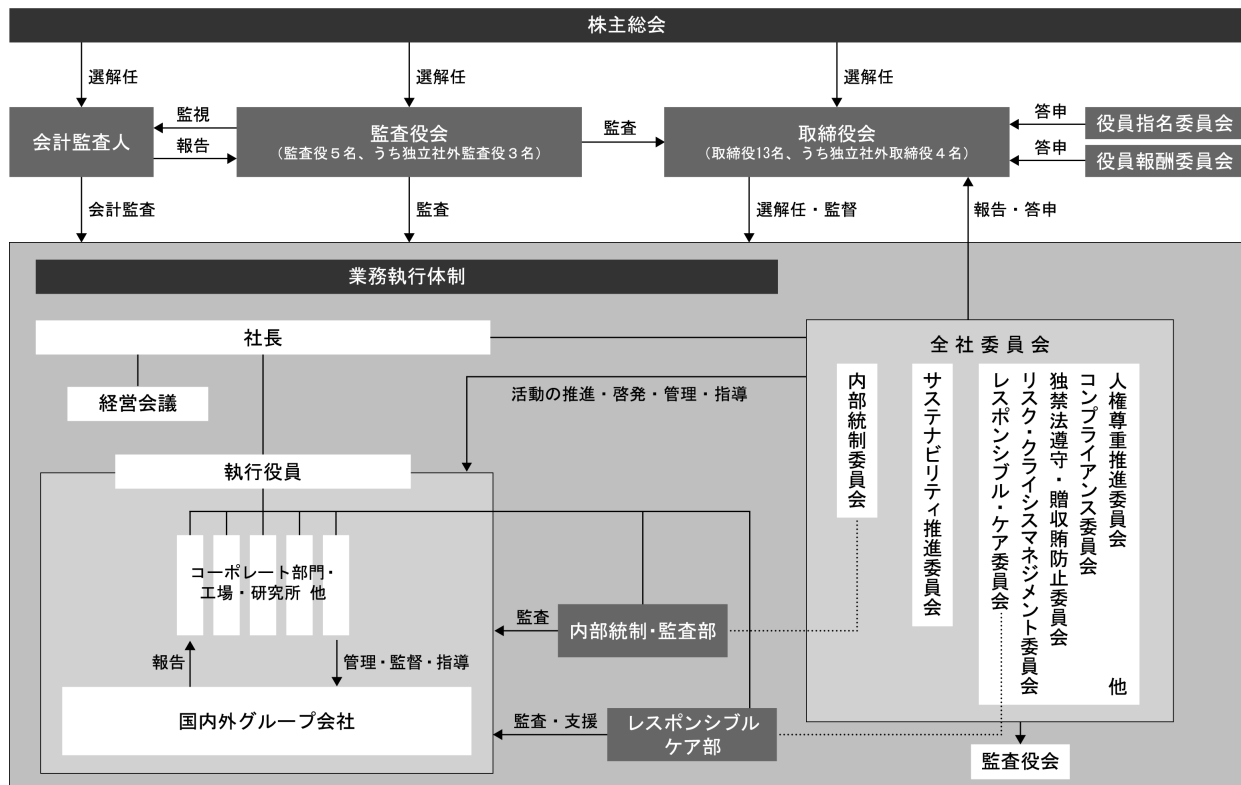 株主総会
選解任
選解任
選解任
会計監査人
監視
報告
監査役会
(監査役5名、うち独立社外監査役3名)
監査
取締役会
(取締役13名、うち独立社外取締役4名)
答申
役員指名委員会
答申
役員報酬委員会
会計監査
監査
選解任・監督
報告・答申
業務執行体制
社長
経営会議
活動の推進・啓発・管理・指導
執行役員
コーポレート部門・
工場・研究所 他
報告
管理・監督・指導
国内外グループ会社
監査
内部統制・監査部
監査・支援
レスポンシブル
ケア部
全社委員会
内部統制委員会
サステナビリティ推進委員会
人権尊重推進委員会 他
コンプライアンス委員会
独禁法遵守・贈収賄防止委員会
リスク・クライシスマネジメント委員会
レスポンシブル・ケア委員会
監査役会